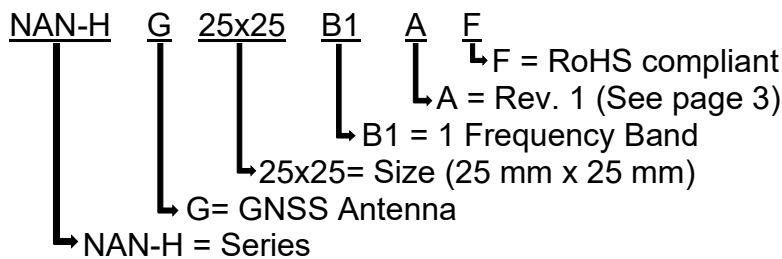 NAN-H G 25x25 B1 A F
F = RoHS compliant
A = Rev. 1 (See page 3)
B1 = 1 Frequency Band
25x25= Size (25 mm x 25 mm)
G= GNSS Antenna
NAN-H = Series